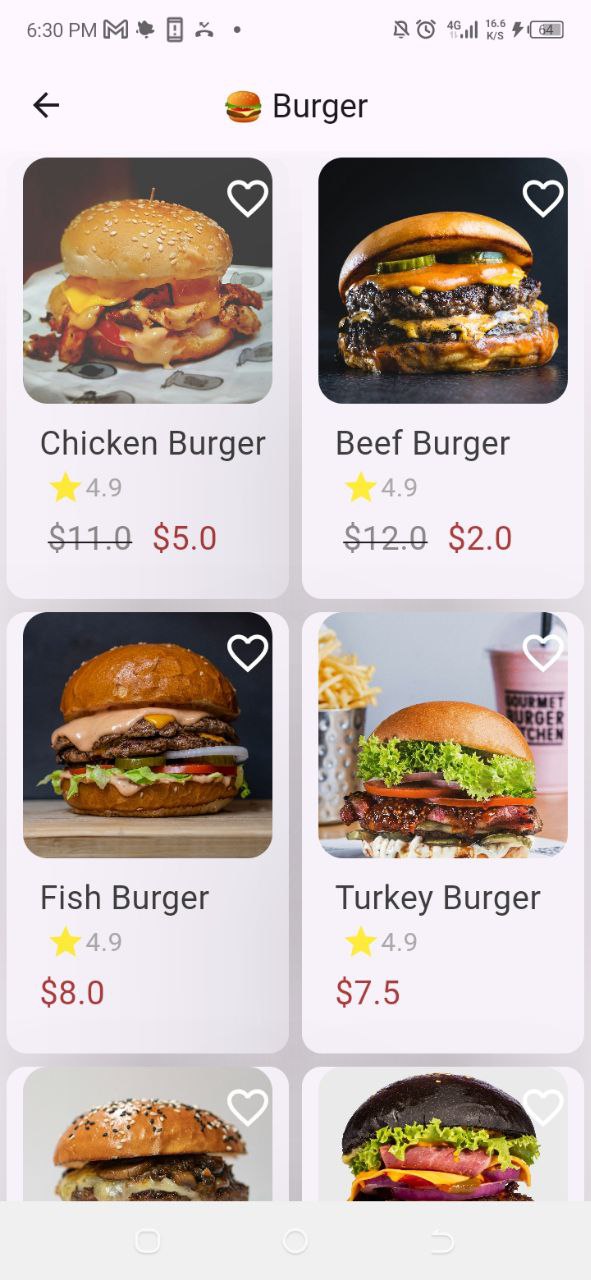 6:30 PM
4G
16.6
K/S
64
Burger
Chicken Burger
4.9
$11.0 $5.0
Beef Burger
4.9
$12.0 $2.0
GOURMET
BURGER
KITCHEN
Fish Burger
4.9
$8.0
Turkey Burger
4.9
$7.5